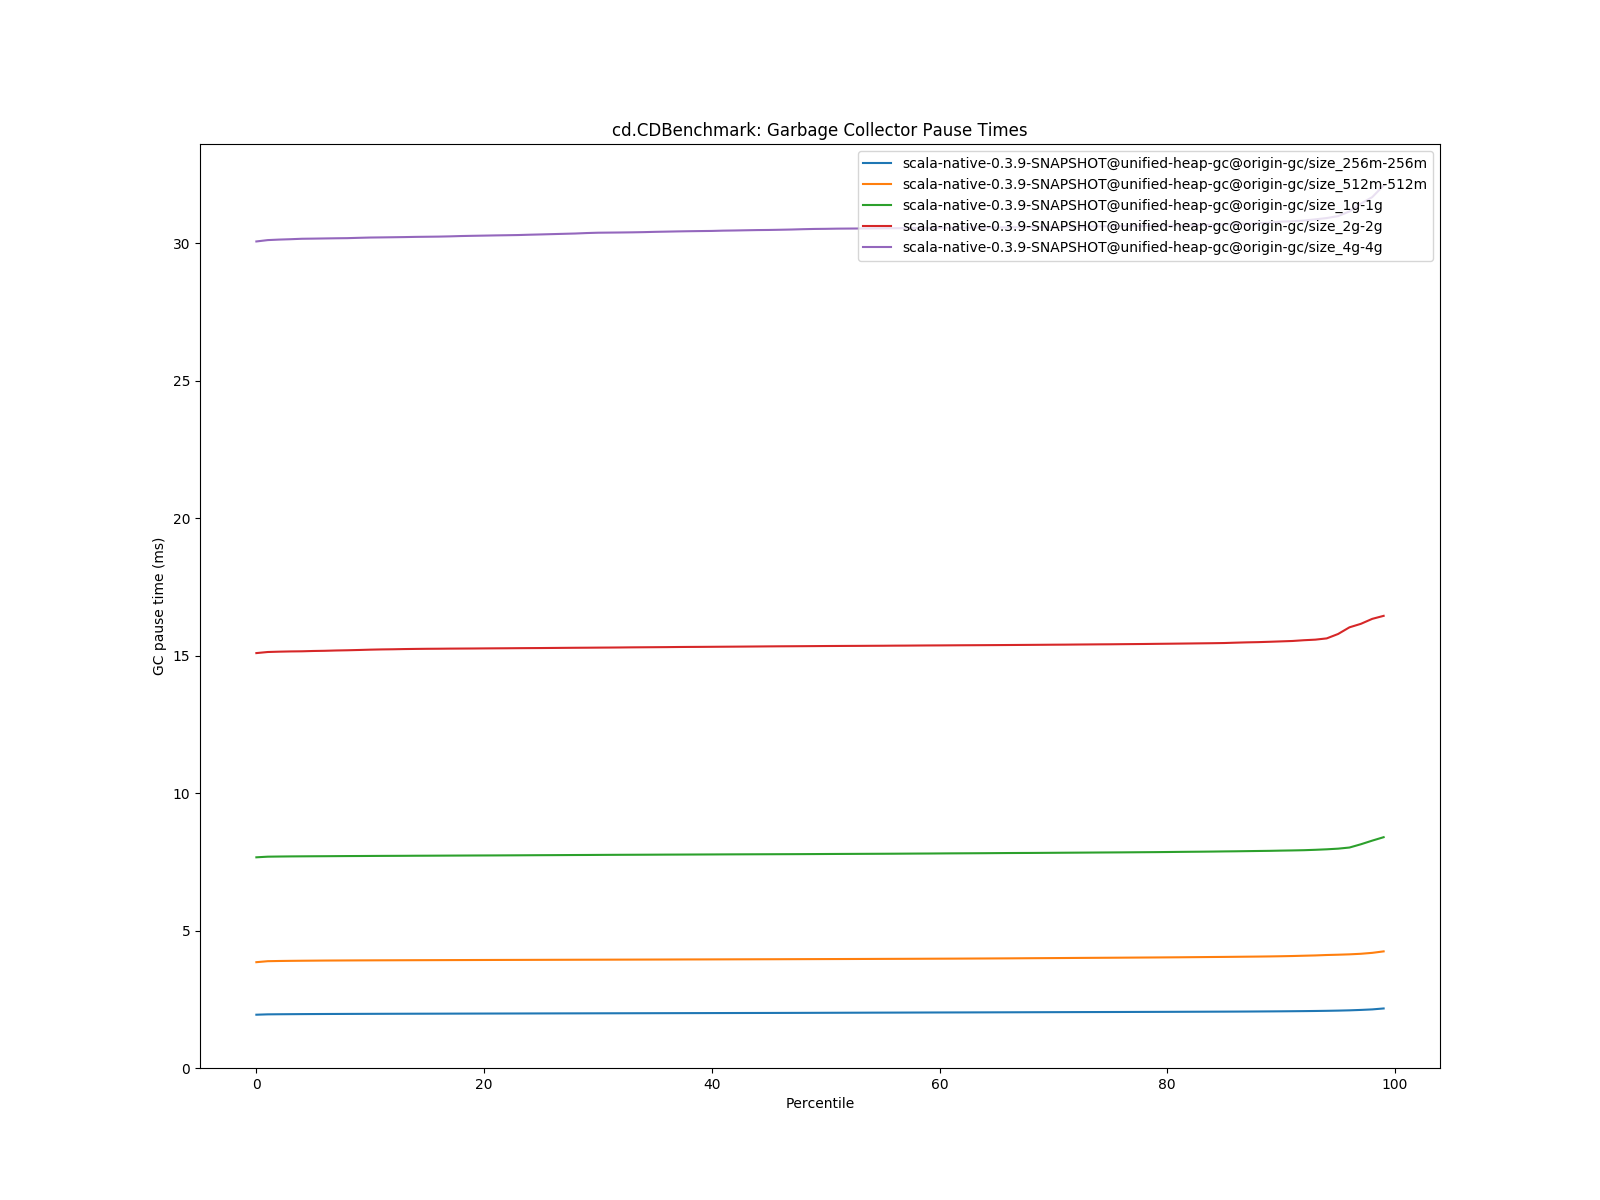 cd.CDBenchmark: Garbage Collector Pause Times
scala-native-0.3.9-SNAPSHOT@unified-heap-gc@origin-gc/size_256m-256m
scala-native-0.3.9-SNAPSHOT@unified-heap-gc@origin-gc/size_512m-512m
scala-native-0.3.9-SNAPSHOT@unified-heap-gc@origin-gc/size_1g-1g
scala-native-0.3.9-SNAPSHOT@unified-heap-gc@origin-gc/size_2g-2g
scala-native-0.3.9-SNAPSHOT@unified-heap-gc@origin-gc/size_4g-4g
GC pause time (ms)
30
25
20
15
10
5
0
0 20 40 60 80 100
Percentile